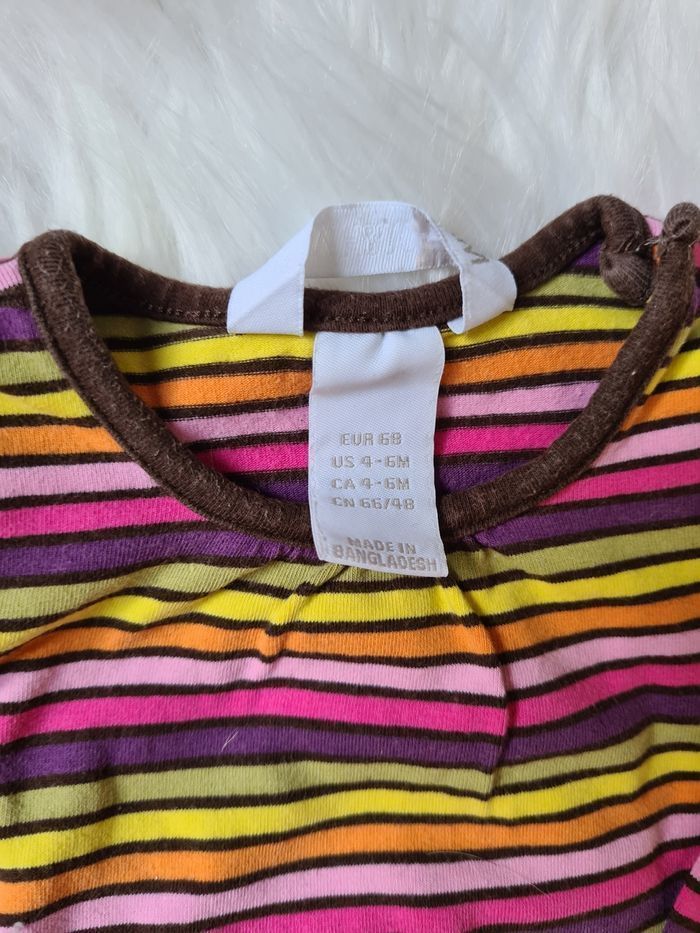 EUR 68
US 4-6M
CA 4-6M
CN 66/48
MADE IN
BANGLADESH